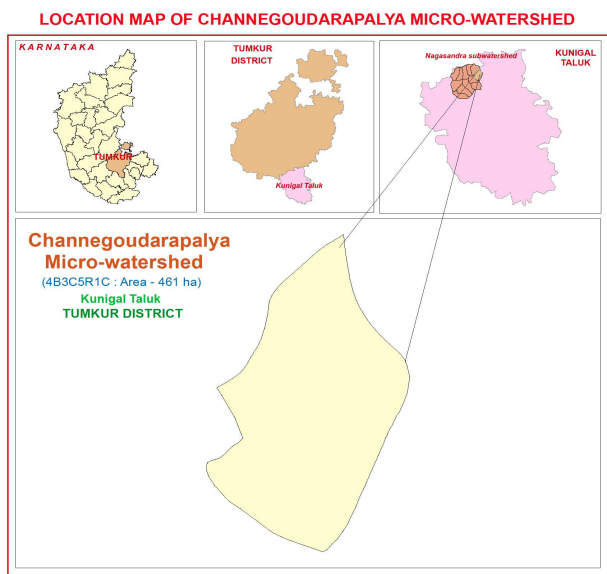 LOCATION MAP OF CHANNEGOUDARAPALYA MICRO-WATERSHED
KARNATAKA
TUMKUR
TUMKUR
DISTRICT
Kunigal Taluk
Nagasandra subwatershed
KUNIGAL
TALUK
Channegoudarapalya
Micro-watershed
(4B3C5R1C : Area - 461 ha)
Kunigal Taluk
TUMKUR DISTRICT